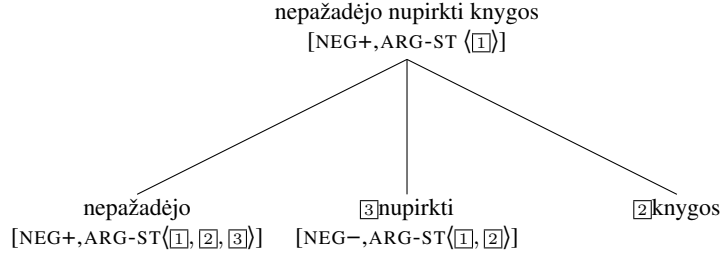 nepažadėjo nupirkti knygos
[NEG+,ARG-ST ⟨1⟩]
nepažadėjo 3nupirkti 2knygos
[NEG+,ARG-ST⟨1, 2, 3⟩] [NEG−,ARG-ST⟨1, 2⟩]